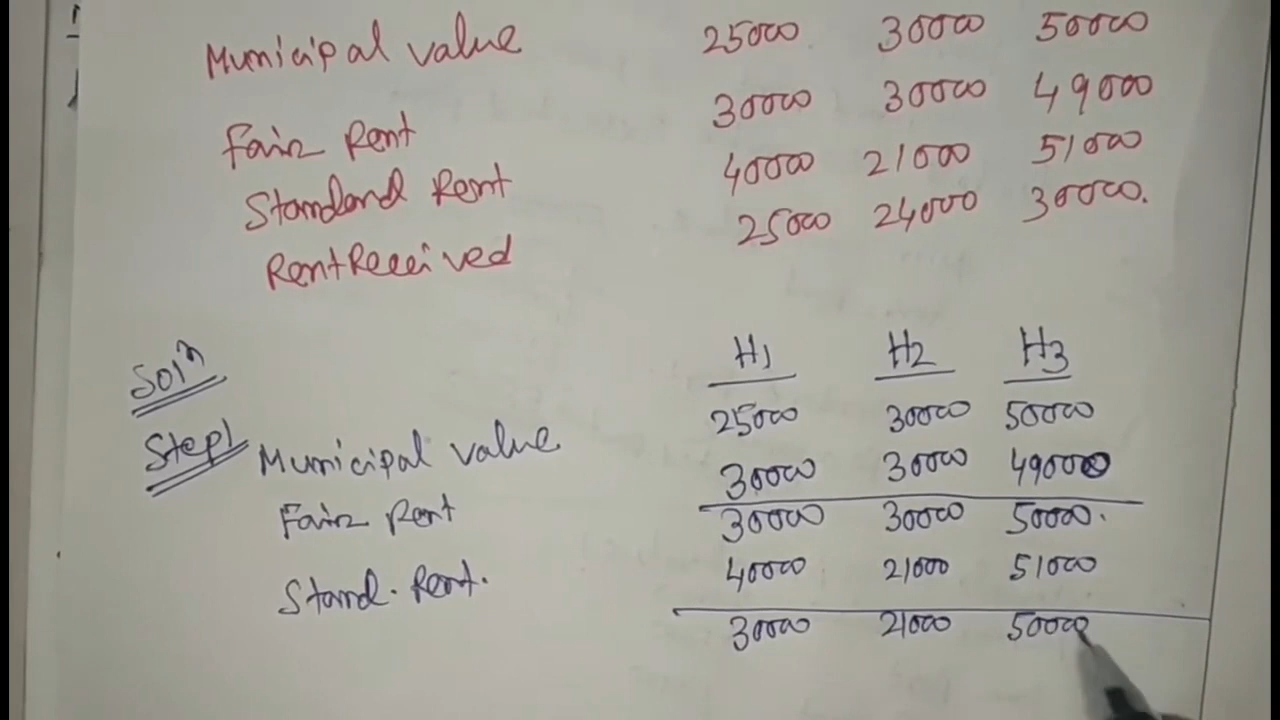 Municipal value 25000 30000 50000
Fair Rent 30000 30000 49000
Standard Rent 40000 21000 51000
Rent Received 25000 24000 30000.
Solⁿ H1 H2 H3
Step1 Municipal value 25000 30000 50000
Fair Rent 30000 30000 49000
30000 30000 50000.
Stand. Rent. 40000 21000 51000
30000 21000 50000